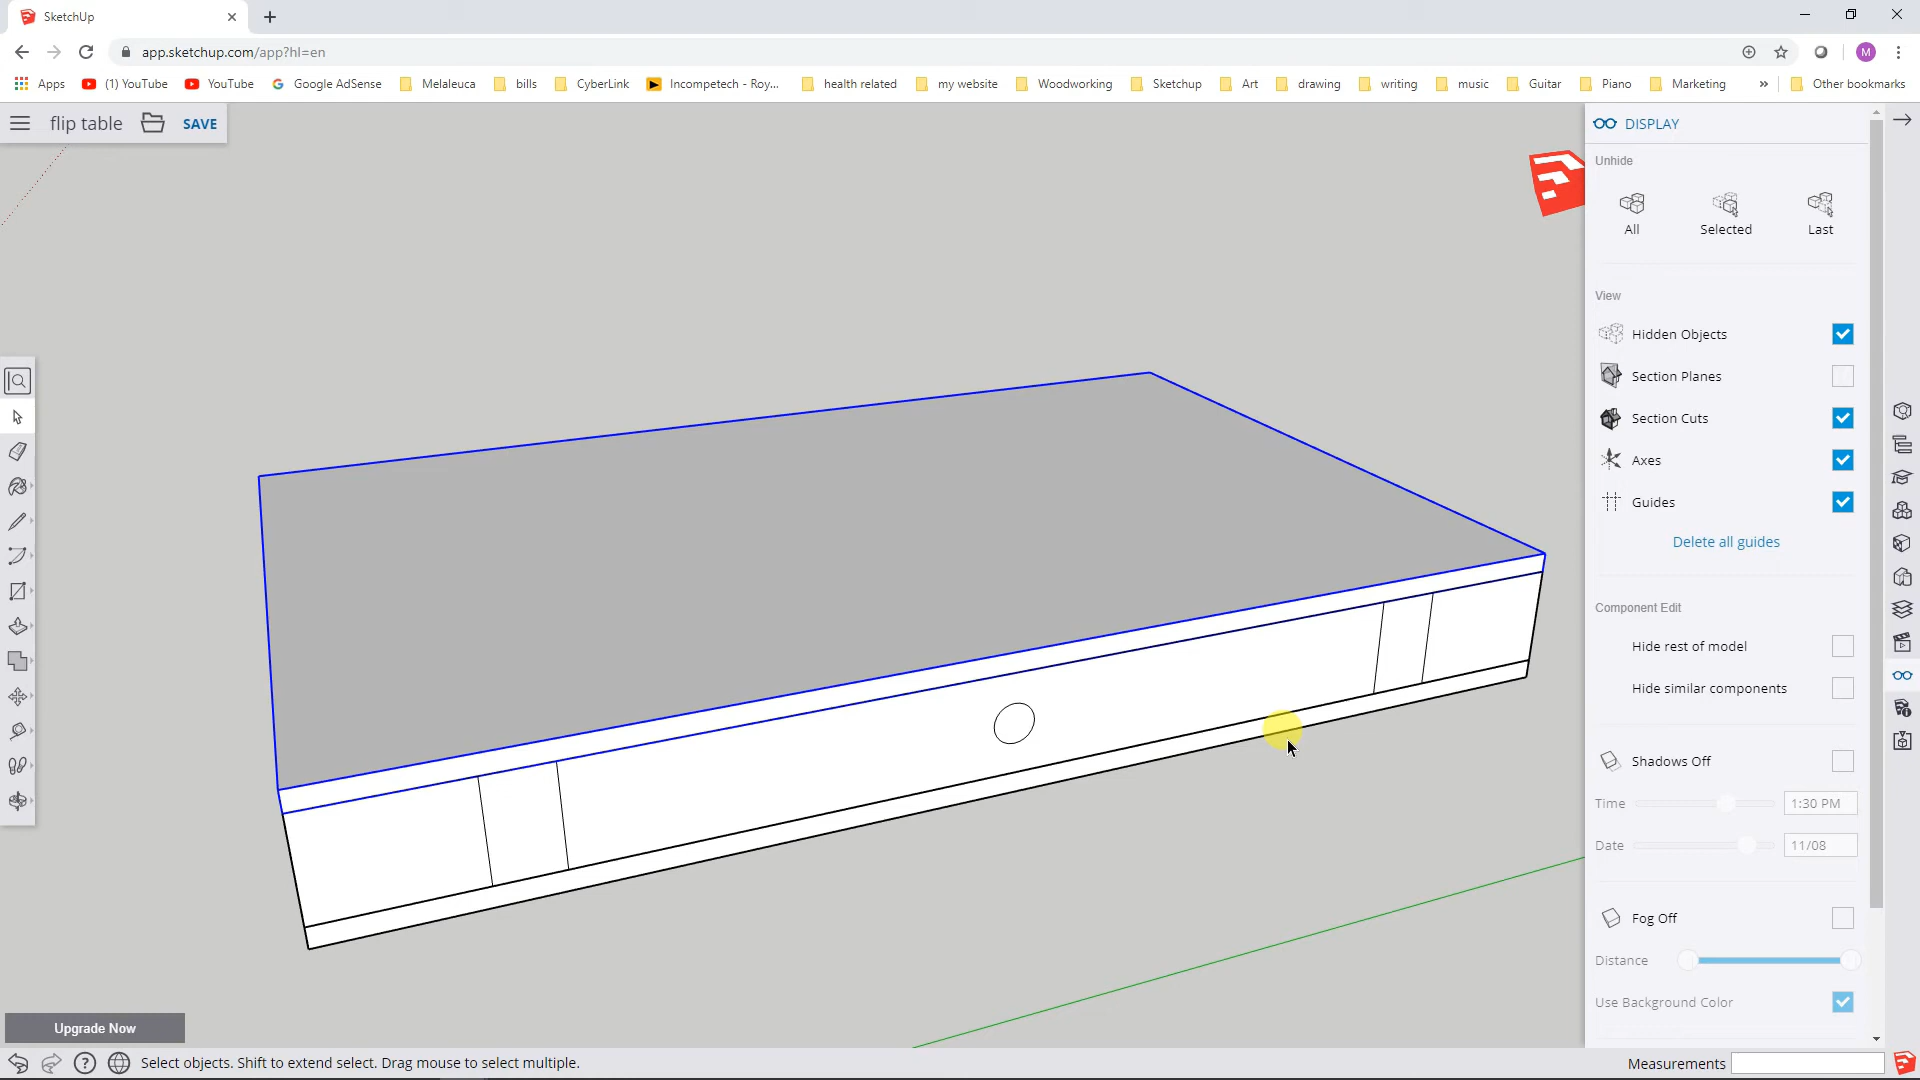 SketchUp
app.sketchup.com/app?hl=en
M
Apps (1) YouTube YouTube Google AdSense Melaleuca bills CyberLink Incompetech - Roy... health related my website Woodworking Sketchup Art drawing writing music Guitar Piano Marketing » Other bookmarks
flip table SAVE
DISPLAY
Unhide
All Selected Last
View
Hidden Objects
Section Planes
Section Cuts
Axes
Guides
Delete all guides
Component Edit
Hide rest of model
Hide similar components
Shadows Off
Time 1:30 PM
Date 11/08
Fog Off
Distance
Use Background Color
Upgrade Now
Select objects. Shift to extend select. Drag mouse to select multiple.
Measurements